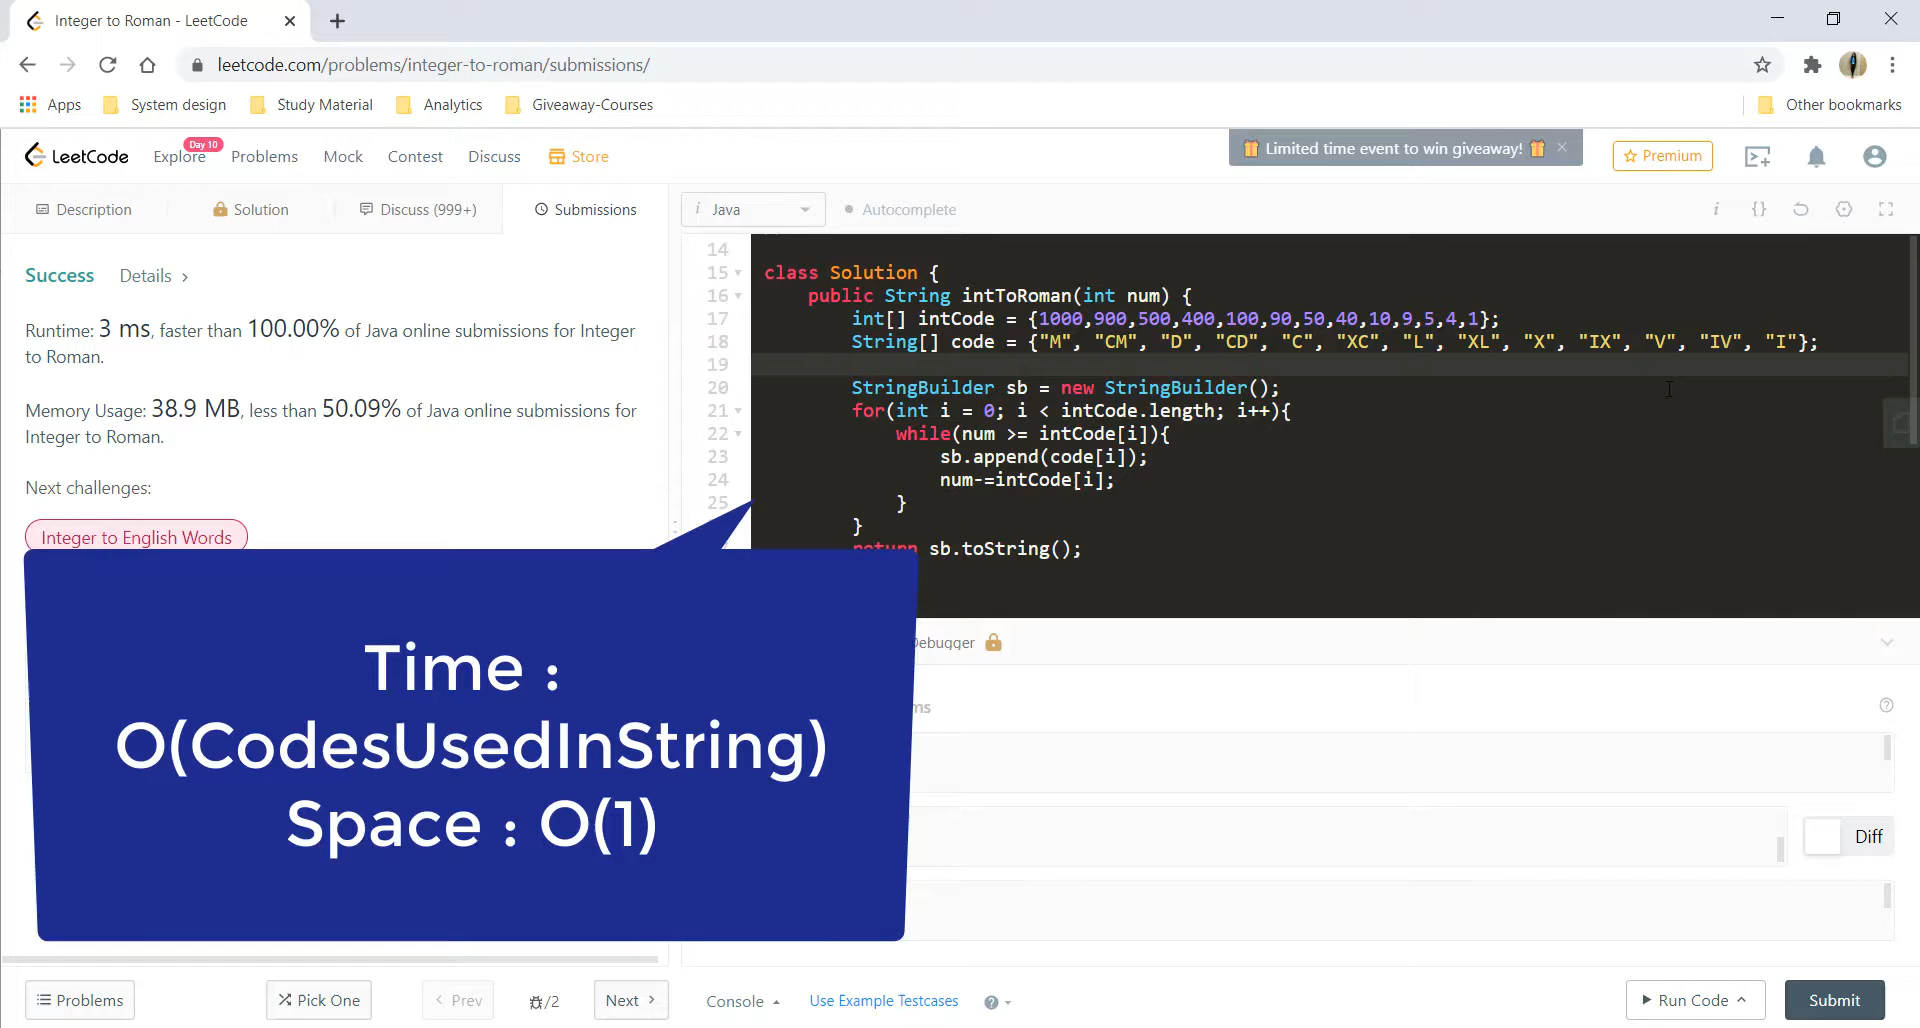 Integer to Roman - LeetCode
leetcode.com/problems/integer-to-roman/submissions/
Apps System design Study Material Analytics Giveaway-Courses Other bookmarks
LeetCode Explore Day 10 Problems Mock Contest Discuss Store Limited time event to win giveaway! Premium
Description Solution Discuss (999+) Submissions
i Java Autocomplete
Success Details >
Runtime: 3 ms, faster than 100.00% of Java online submissions for Integer
to Roman.
Memory Usage: 38.9 MB, less than 50.09% of Java online submissions for
Integer to Roman.
Next challenges:
Integer to English Words
14
15 class Solution {
16 public String intToRoman(int num) {
17 int[] intCode = {1000,900,500,400,100,90,50,40,10,9,5,4,1};
18 String[] code = {"M", "CM", "D", "CD", "C", "XC", "L", "XL", "X", "IX", "V", "IV", "I"};
19
20 StringBuilder sb = new StringBuilder();
21 for(int i = 0; i < intCode.length; i++){
22 while(num >= intCode[i]){
23 sb.append(code[i]);
24 num-=intCode[i];
25 }
}
return sb.toString();
Debugger
Time :
O(CodesUsedInString)
Space : O(1)
Diff
Problems Pick One < Prev /2 Next > Console Use Example Testcases Run Code Submit